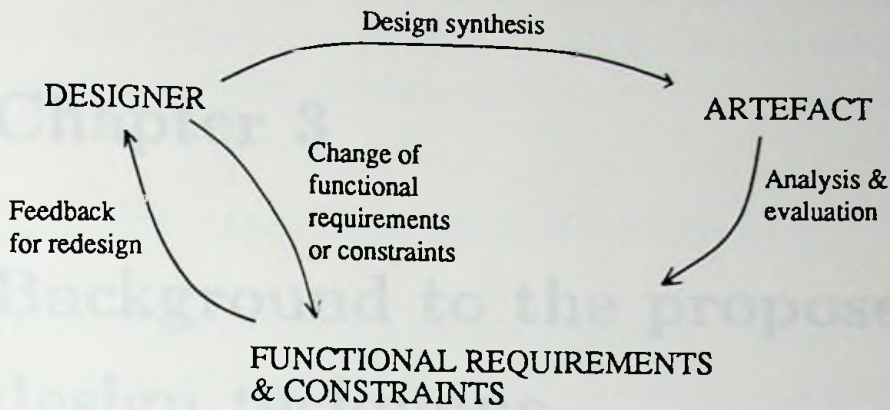 Design synthesis
DESIGNER
ARTEFACT
Change of
functional
requirements
or constraints
Analysis &
evaluation
Feedback
for redesign
FUNCTIONAL REQUIREMENTS
& CONSTRAINTS
Chapter 3
Background to the propose
design